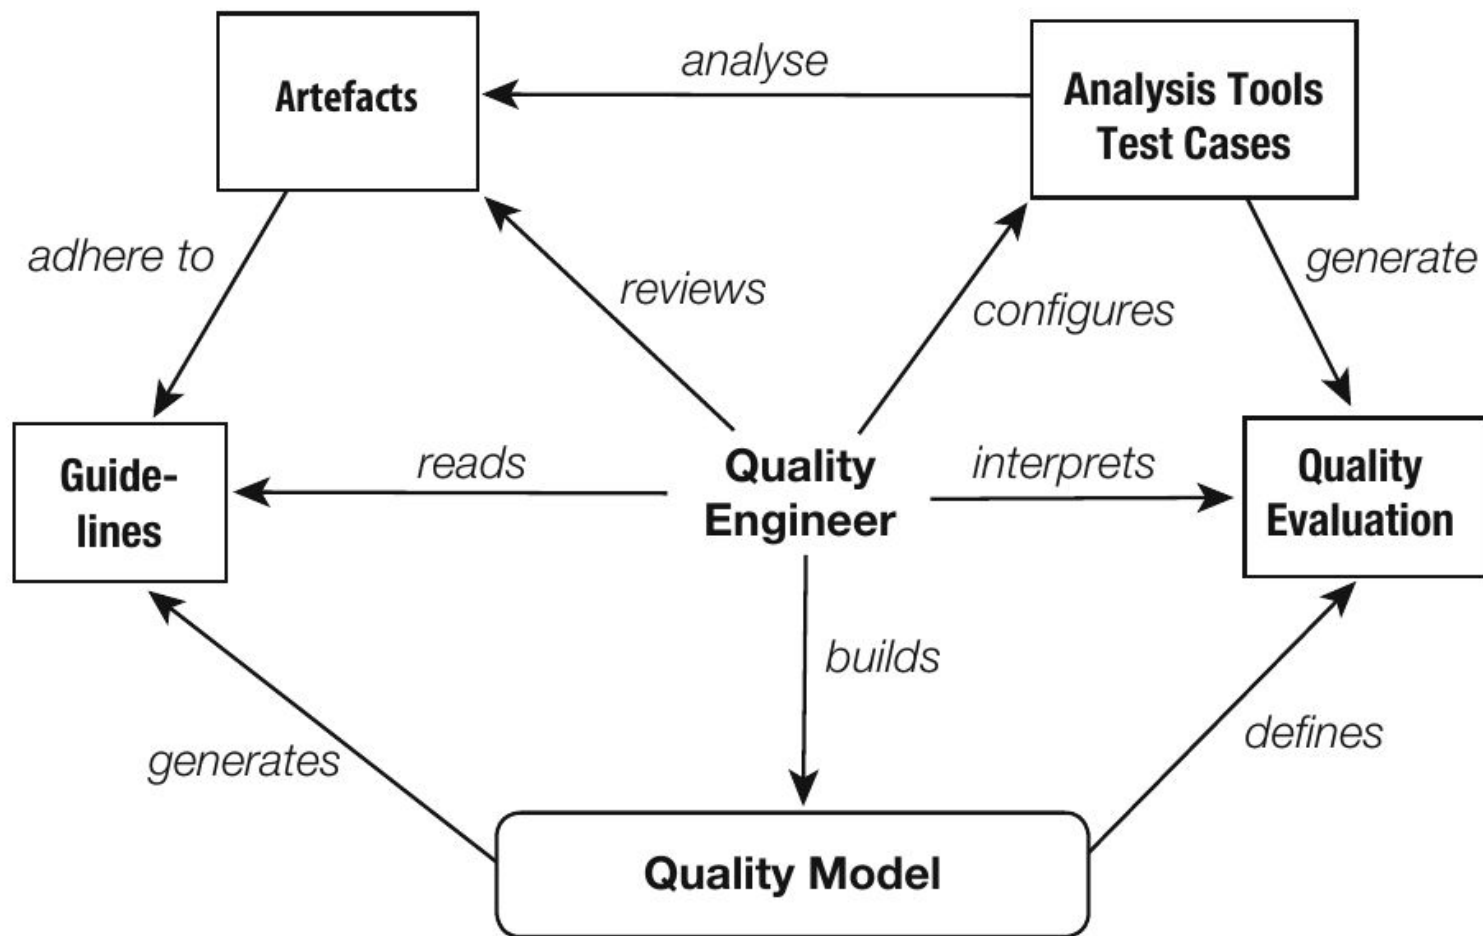 analyse
Artefacts
Analysis Tools
Test Cases
adhere to
reviews
configures
generate
Guide-
lines
reads
Quality
Engineer
interprets
Quality
Evaluation
builds
generates
defines
Quality Model